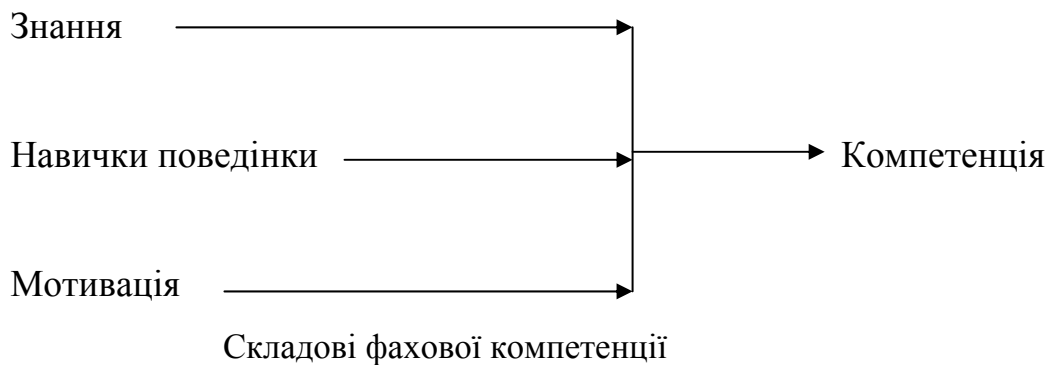 Знання
Навички поведінки
Компетенція
Мотивація
Складові фахової компетенції